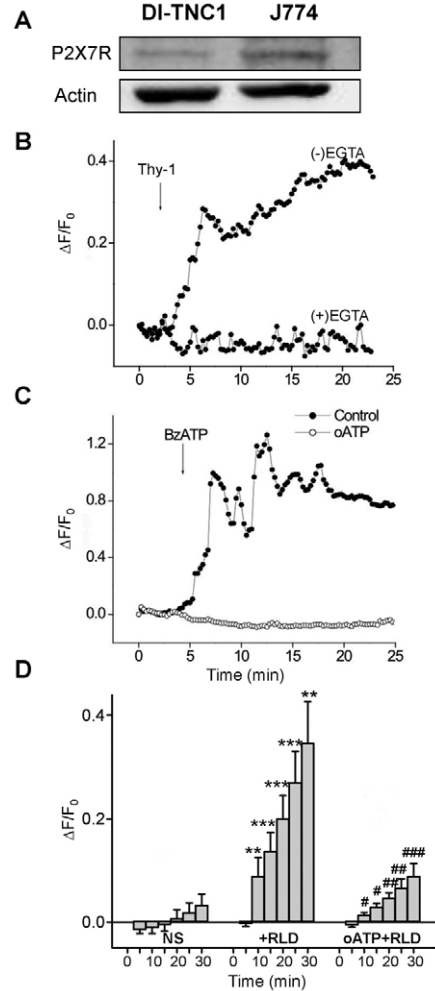 A
DI-TNC1 J774
P2X7R
Actin
B
Thy-1
(-)EGTA
(+)EGTA
ΔF/F0
0.4
0.2
0.0
0 5 10 15 20 25
C
BzATP
Control
oATP
ΔF/F0
1.2
0.8
0.4
0.0
0 5 10 15 20 25
Time (min)
D
ΔF/F0
0.4
0.2
0.0
** *** *** *** ** # # ## ## ###
NS +RLD oATP+RLD
0 10 20 30 0 10 20 30 0 10 20 30
Time (min)